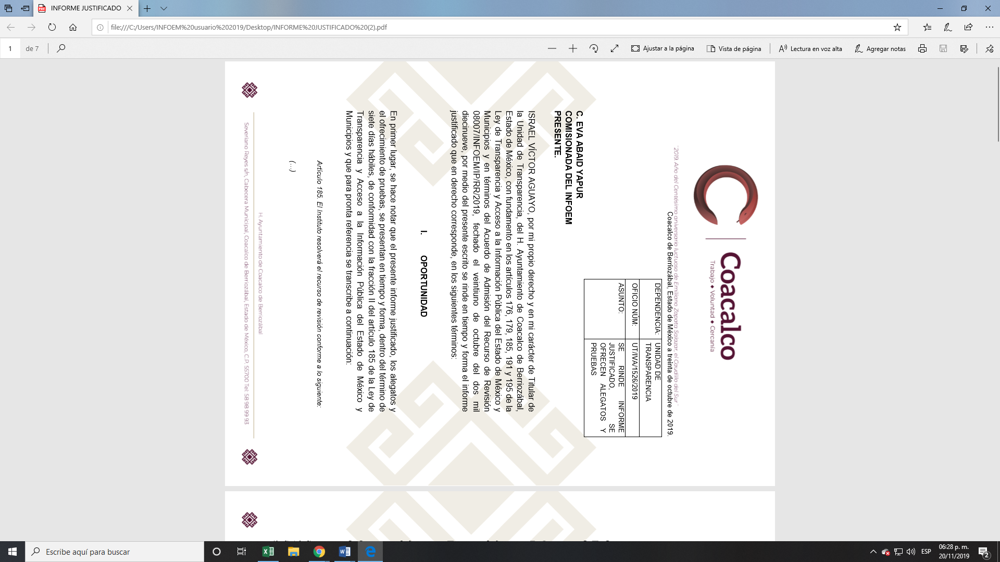 INFORME JUSTIFICADO
file:///C:/Users/INFOEM%20usuario%202019/Desktop/INFORME%20JUSTIFICADO%20(2).pdf
1 de 7
Ajustar a la página
Vista de página
Lectura en voz alta
Agregar notas
Coacalco
Trabajo ♦ Voluntad ♦ Cercanía
"2019. Año del Centésimo aniversario luctuoso de Emiliano Zapata Salazar, el Caudillo del Sur"
Coacalco de Berriozábal, Estado de México a treinta de octubre de 2019.
DEPENDENCIA: UNIDAD DE
TRANSPARENCIA
OFICIO NÚM: UT/IVA/1526/2019
ASUNTO: SE RINDE INFORME
JUSTIFICADO, SE
OFRECEN ALEGATOS Y
PRUEBAS
C. EVA ABAID YAPUR
COMISIONADA DEL INFOEM
PRESENTE.
ISRAEL VÍCTOR AGUAYO, por mi propio derecho y en mi carácter de Titular de
la Unidad de Transparencia, del H. Ayuntamiento de Coacalco de Berriozábal,
Estado de México, con fundamento en los artículos 176, 179, 185, 191 y 195 de la
Ley de Transparencia y Acceso a la Información Pública del Estado de México y
Municipios y en términos del Acuerdo de Admisión del Recurso de Revisión
08007/INFOEM/IP/RR/2019, fechado el veintiuno de octubre del dos mil
diecinueve, por medio del presente escrito se rinde en tiempo y forma el informe
justificado que en derecho corresponde, en los siguientes términos:
I. OPORTUNIDAD
En primer lugar, se hace notar que el presente informe justificado, los alegatos y
el ofrecimiento de pruebas, se presentan en tiempo y forma, dentro del término de
siete días hábiles, de conformidad con la fracción II del artículo 185 de la Ley de
Transparencia y Acceso a la Información Pública del Estado de México y
Municipios y que para pronta referencia se transcribe a continuación:
Artículo 185. El Instituto resolverá el recurso de revisión conforme a lo siguiente:
(...)
H. Ayuntamiento de Coacalco de Berriozábal
Severiano Reyes s/n, Cabecera Municipal, Coacalco de Berriozábal, Estado de México, C.P. 55700 Tel: 58 98 99 93
Escribe aquí para buscar
ESP
06:28 p. m.
20/11/2019
2